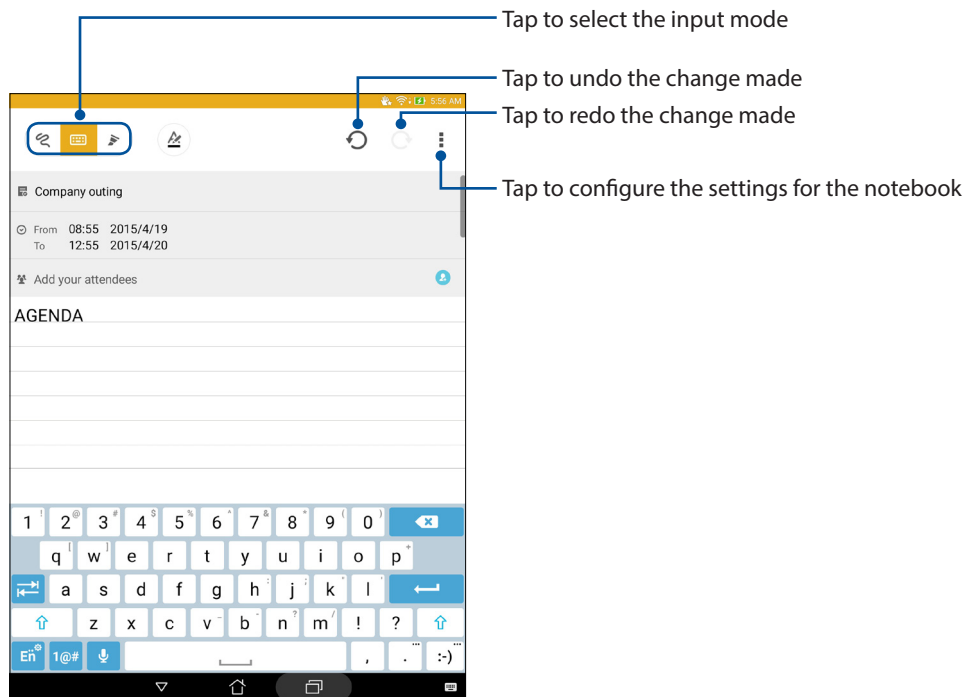 Tap to select the input mode
Tap to undo the change made
Tap to redo the change made
Tap to configure the settings for the notebook
5:56 AM
Company outing
From 08:55 2015/4/19
To 12:55 2015/4/20
Add your attendees
AGENDA
1 ! 2 @ 3 # 4 $ 5 % 6 ^ 7 & 8 * 9 ( 0 )
q [ w ] e r t y u i o p +
a s d f g h : j ; k ' l '
z x c v - b - n ? m / ! ?
En 1@# , . ... :-) ...